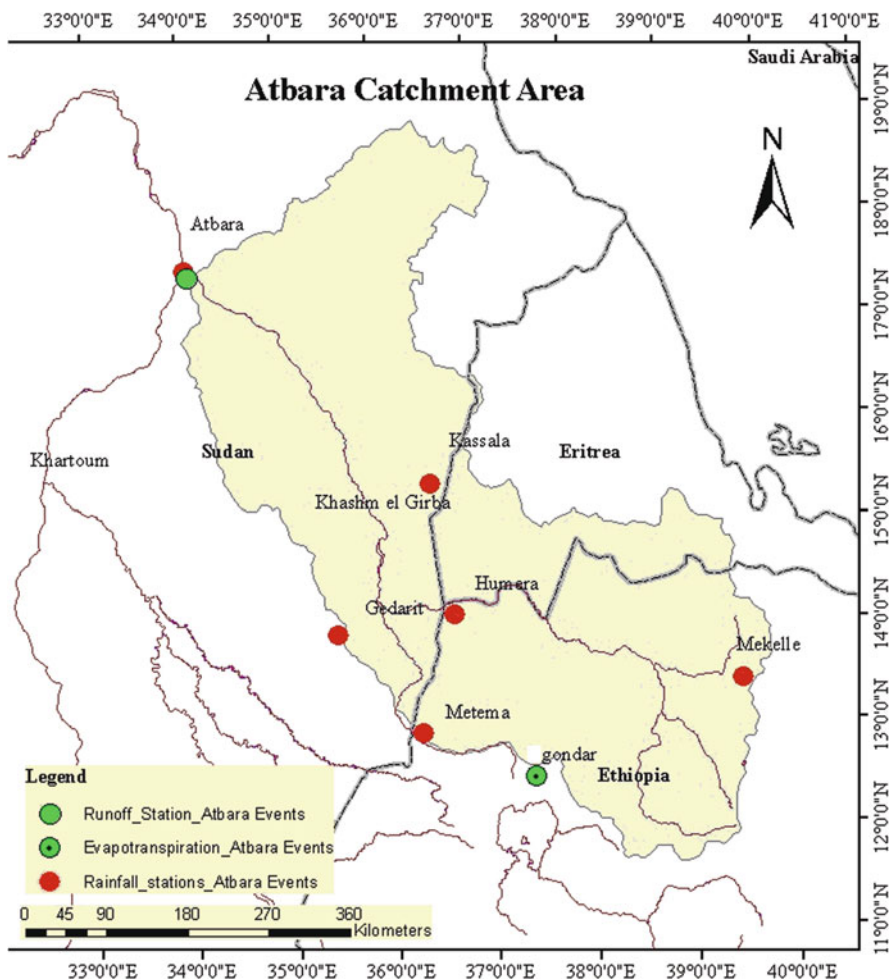 33°0'0"E 34°0'0"E 35°0'0"E 36°0'0"E 37°0'0"E 38°0'0"E 39°0'0"E 40°0'0"E 41°0'E
Saudi Arabia
Atbara Catchment Area
N
19°0'0"N
18°0'0"N
17°0'0"N
16°0'0"N
15°0'0"N
14°0'0"N
13°0'0"N
12°0'0"N
11°0'0"N
Atbara
Kassala
Sudan
Eritrea
Khartoum
Khashm el Girba
Humera
Gedarit
Mekelle
Metema
gondar
Ethiopia
Legend
Runoff_Station_Atbara Events
Evapotranspiration_Atbara Events
Rainfall_stations_Atbara Events
0 45 90 180 270 360
Kilometers
33°0'0"E 34°0'0"E 35°0'0"E 36°0'0"E 37°0'0"E 38°0'0"E 39°0'0"E 40°0'0"E